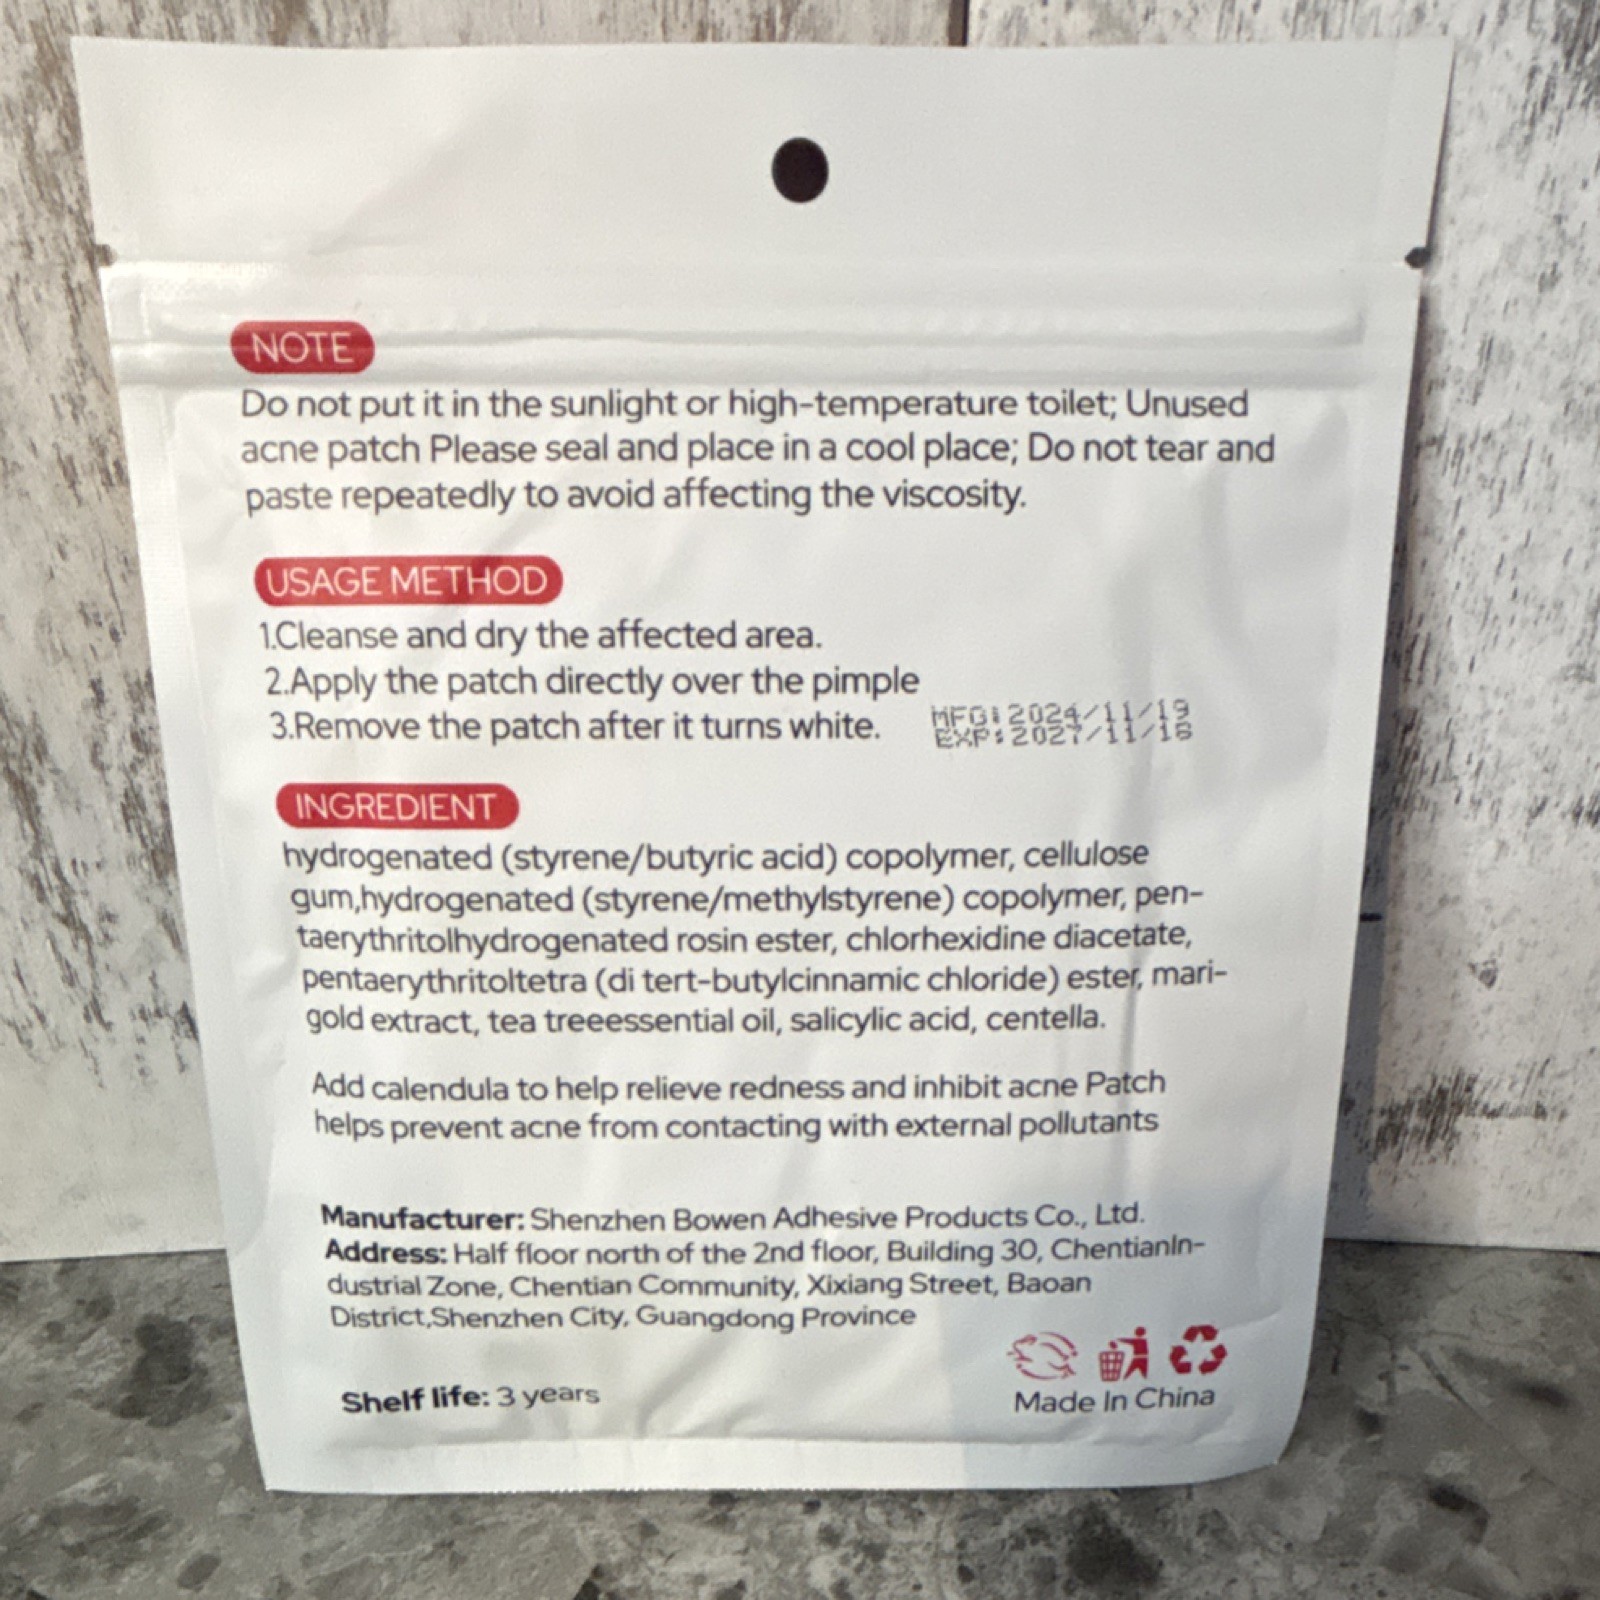 NOTE
Do not put it in the sunlight or high-temperature toilet; Unused
acne patch Please seal and place in a cool place; Do not tear and
paste repeatedly to avoid affecting the viscosity.
USAGE METHOD
1.Cleanse and dry the affected area.
2.Apply the patch directly over the pimple
3.Remove the patch after it turns white.
MFG:2024/11/19
EXP:2027/11/18
INGREDIENT
hydrogenated (styrene/butyric acid) copolymer, cellulose
gum,hydrogenated (styrene/methylstyrene) copolymer, pen-
taerythritolhydrogenated rosin ester, chlorhexidine diacetate,
pentaerythritoltetra (di tert-butylcinnamic chloride) ester, mari-
gold extract, tea treeessential oil, salicylic acid, centella.
Add calendula to help relieve redness and inhibit acne Patch
helps prevent acne from contacting with external pollutants
Manufacturer: Shenzhen Bowen Adhesive Products Co., Ltd.
Address: Half floor north of the 2nd floor, Building 30, ChentianIn-
dustrial Zone, Chentian Community, Xixiang Street, Baoan
District,Shenzhen City, Guangdong Province
Shelf life: 3 years
Made In China